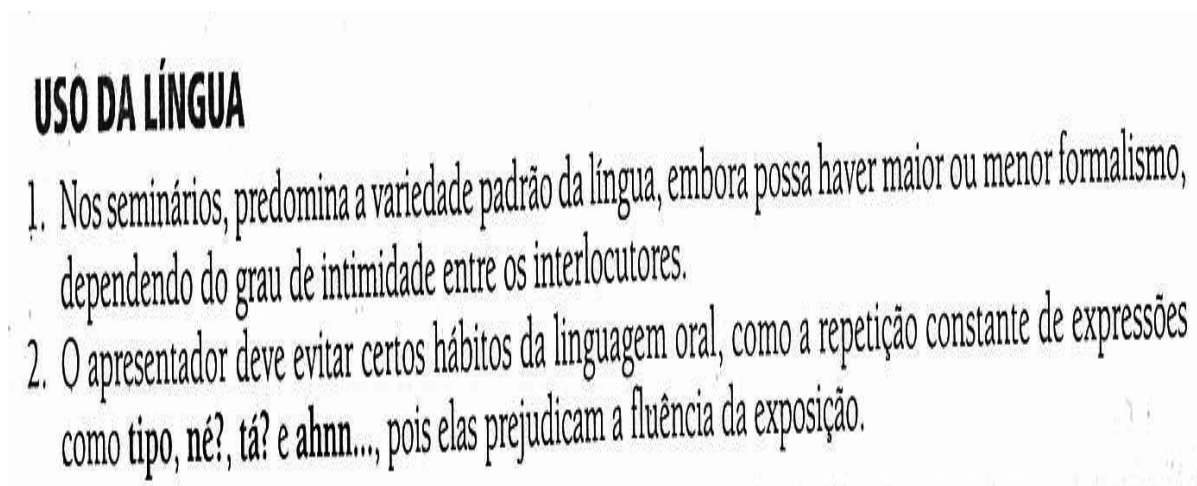 USO DA LÍNGUA
1. Nos seminários, predomina a variedade padrão da língua, embora possa haver maior ou menor formalismo,
dependendo do grau de intimidade entre os interlocutores.
2. O apresentador deve evitar certos hábitos da linguagem oral, como a repetição constante de expressões
como tipo, né?, tá? e ahnn..., pois elas prejudicam a fluência da exposição.